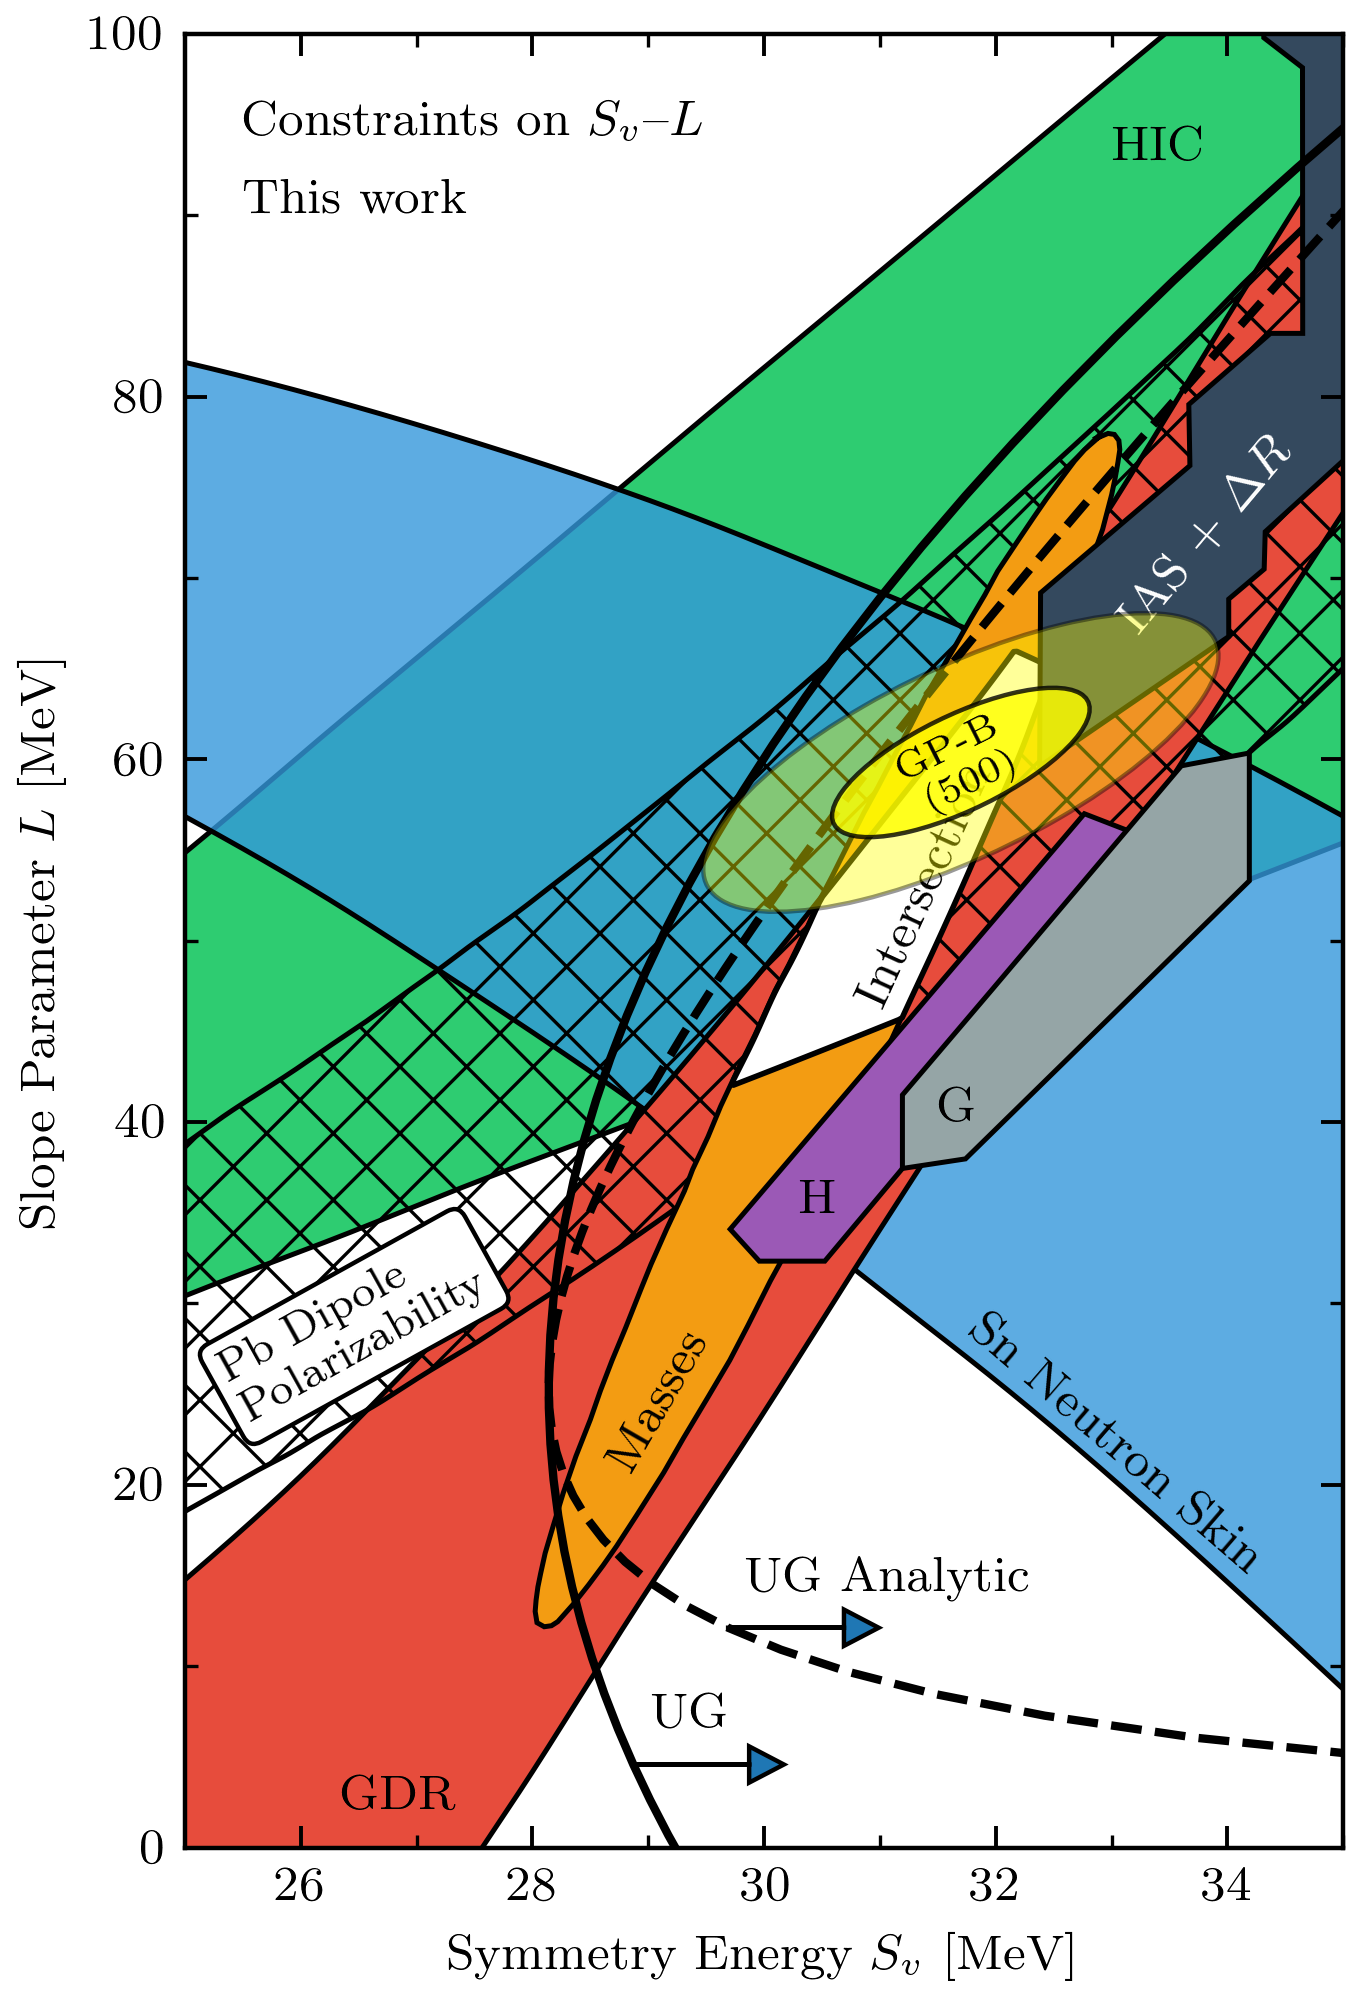 100
80
60
40
20
0
Slope Parameter L [MeV]
Constraints on Sᵥ–L
This work
HIC
IAS + ΔR
GP-B
(500)
Intersection
G
H
Pb Dipole
Polarizability
Masses
Sn Neutron Skin
UG Analytic
UG
GDR
26 28 30 32 34
Symmetry Energy Sᵥ [MeV]